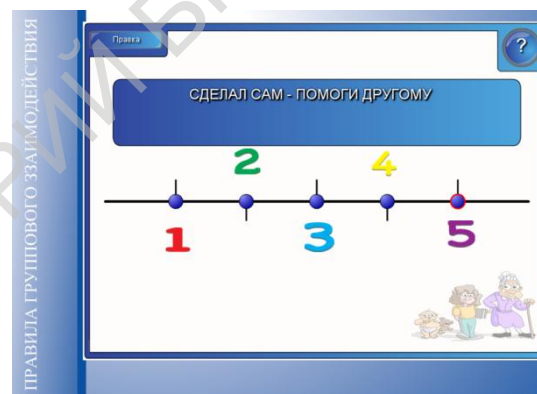 ПРАВИЛА ГРУППОВОГО ВЗАИМОДЕЙСТВИЯ
Правка
?
СДЕЛАЛ САМ - ПОМОГИ ДРУГОМУ
2 4
1 3 5